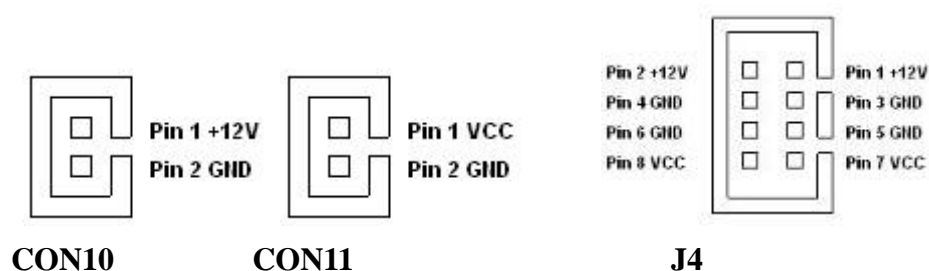 Pin 1 +12V
Pin 2 GND
CON10
Pin 1 VCC
Pin 2 GND
CON11
Pin 2 +12V Pin 1 +12V
Pin 4 GND Pin 3 GND
Pin 6 GND Pin 5 GND
Pin 8 VCC Pin 7 VCC
J4